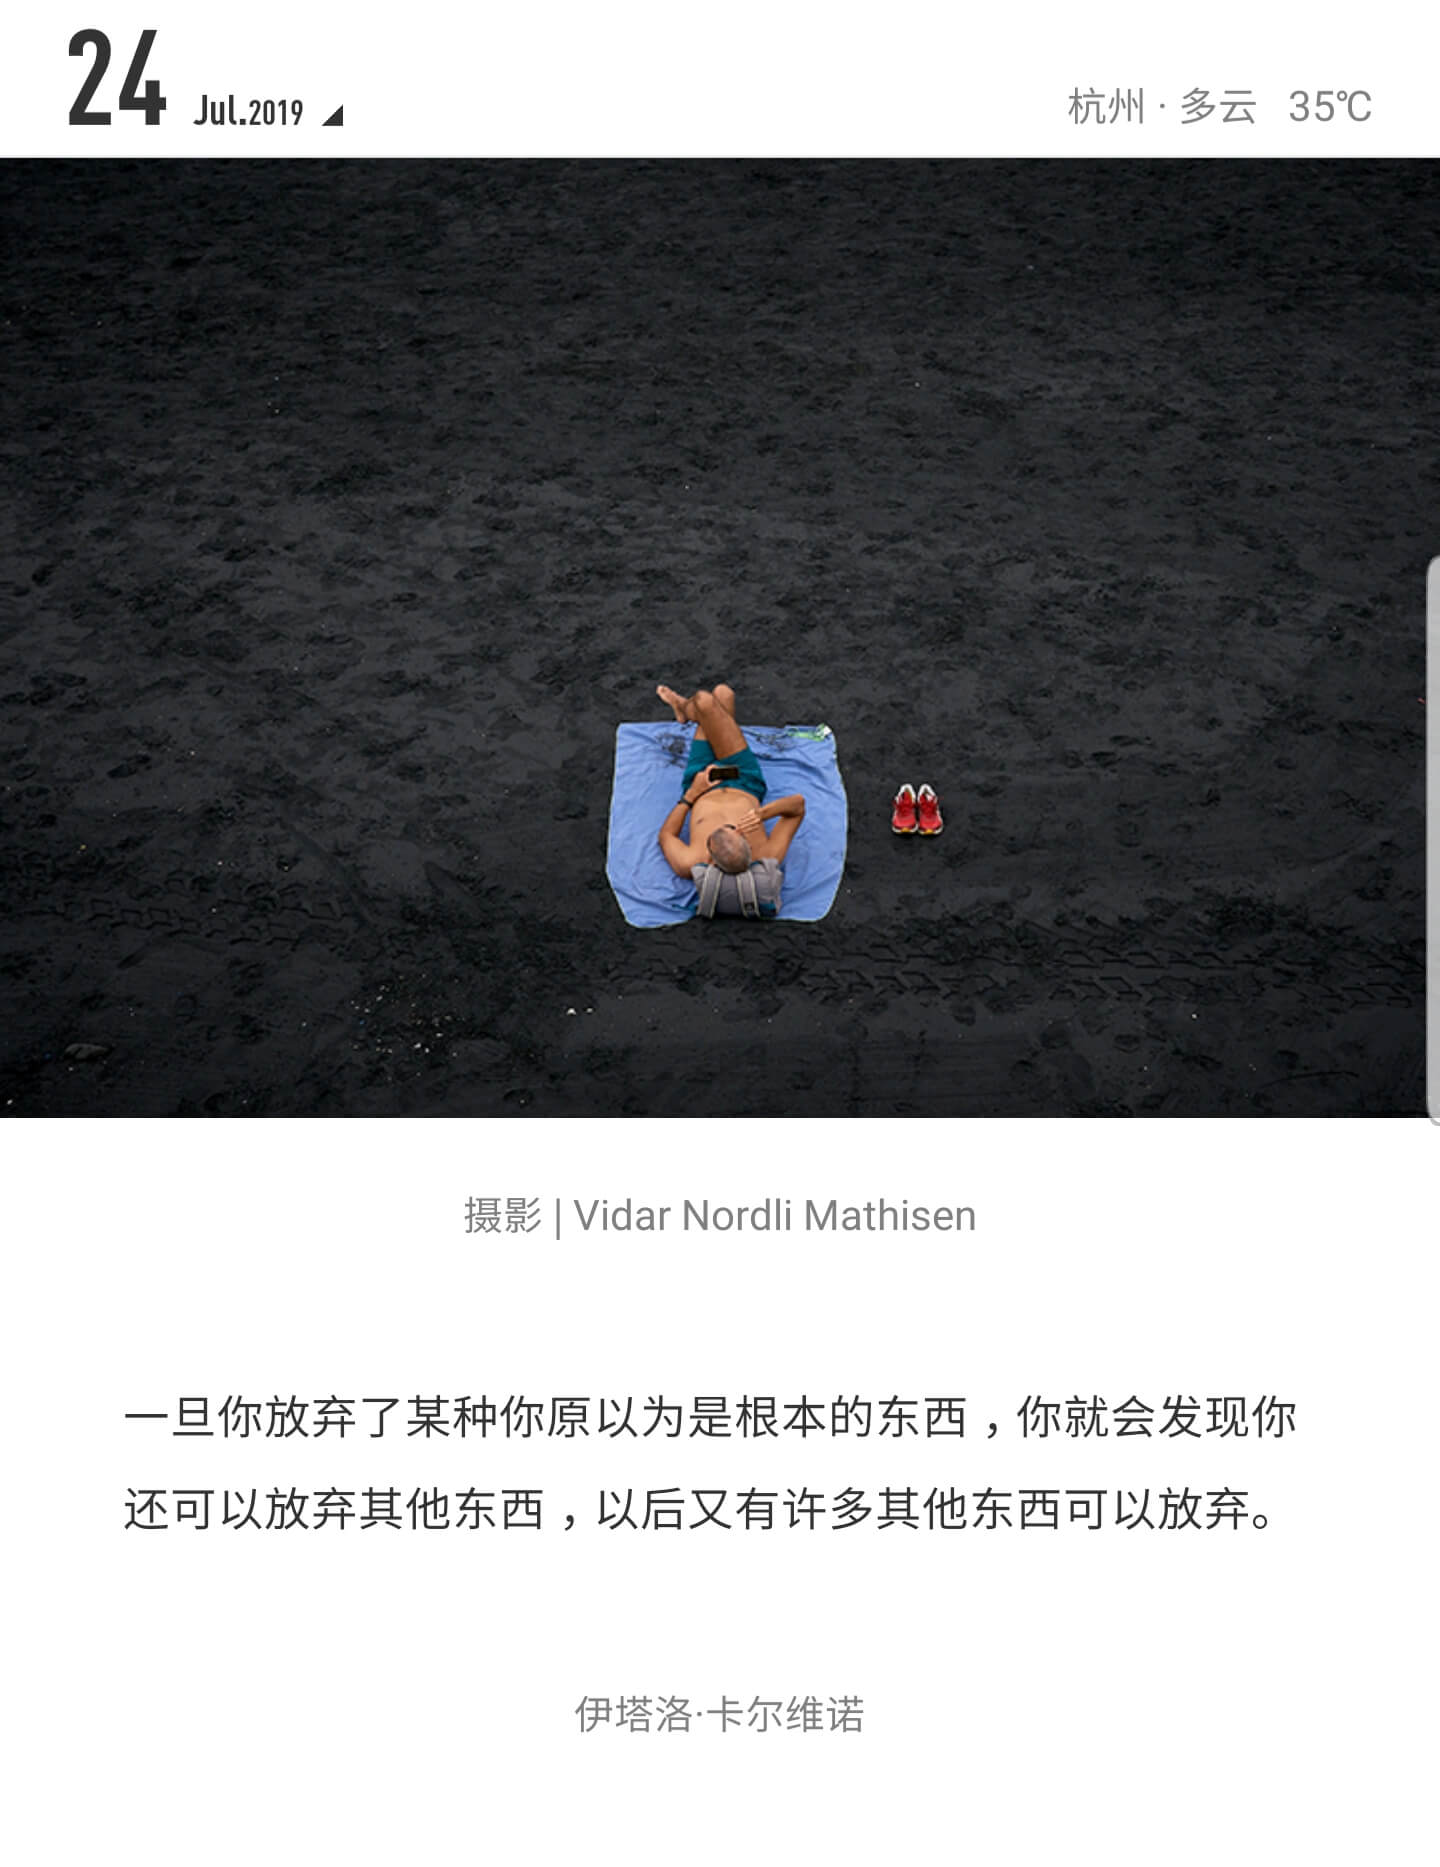 24 Jul.2019 杭州 · 多云 35℃
摄影 | Vidar Nordli Mathisen
一旦你放弃了某种你原以为是根本的东西，你就会发现你
还可以放弃其他东西，以后又有许多其他东西可以放弃。
伊塔洛·卡尔维诺